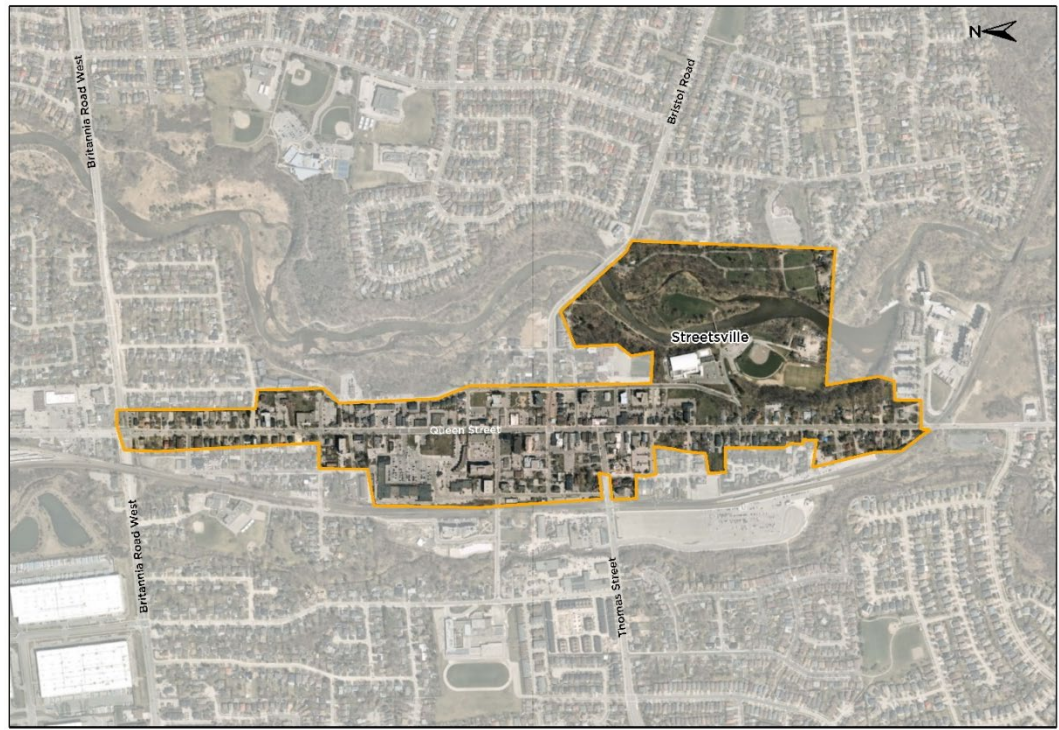 N
Britannia Road West
Bristol Road
Streetsville
Queen Street
Britannia Road West
Thomas Street